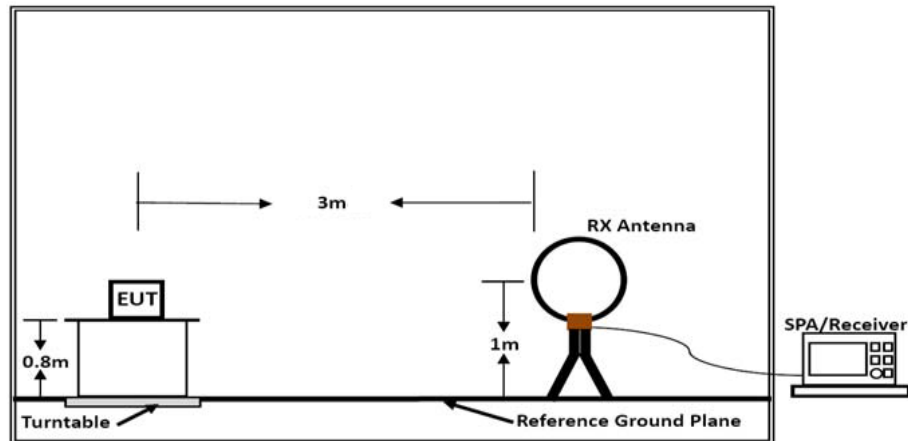 3m
RX Antenna
EUT
SPA/Receiver
0.8m
1m
Turntable
Reference Ground Plane